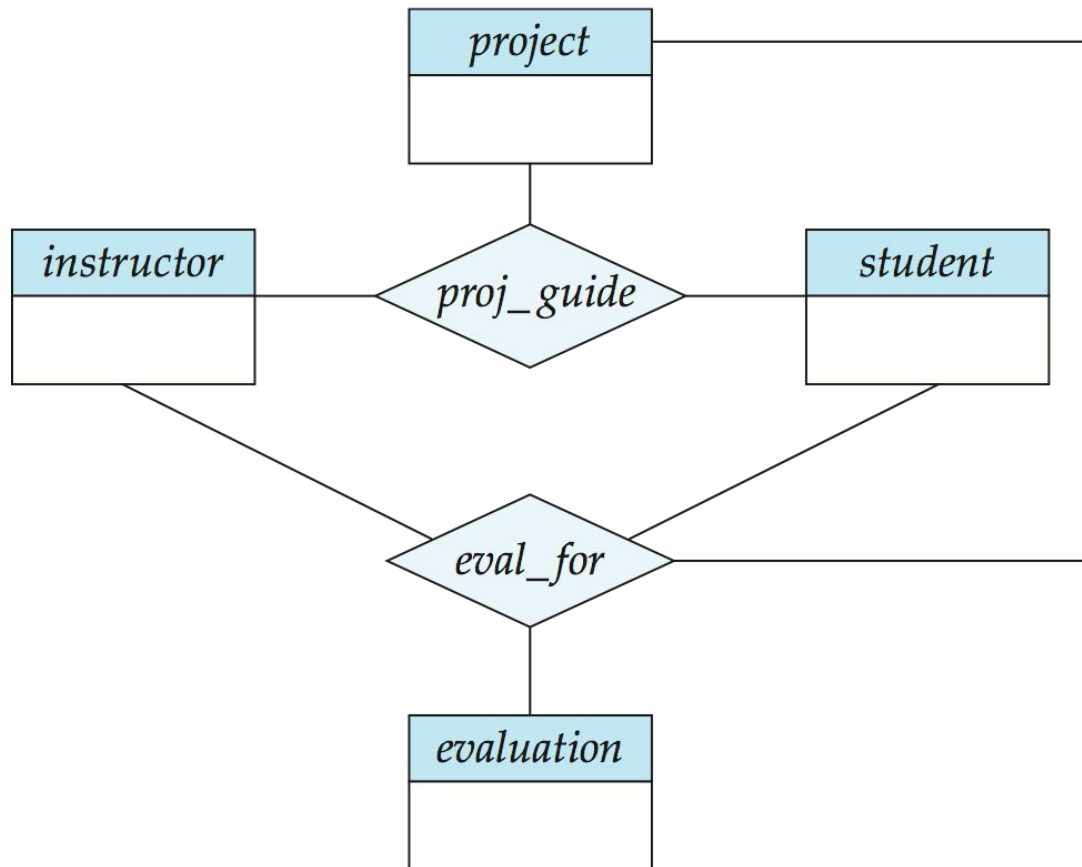 project
instructor
proj_guide
student
eval_for
evaluation